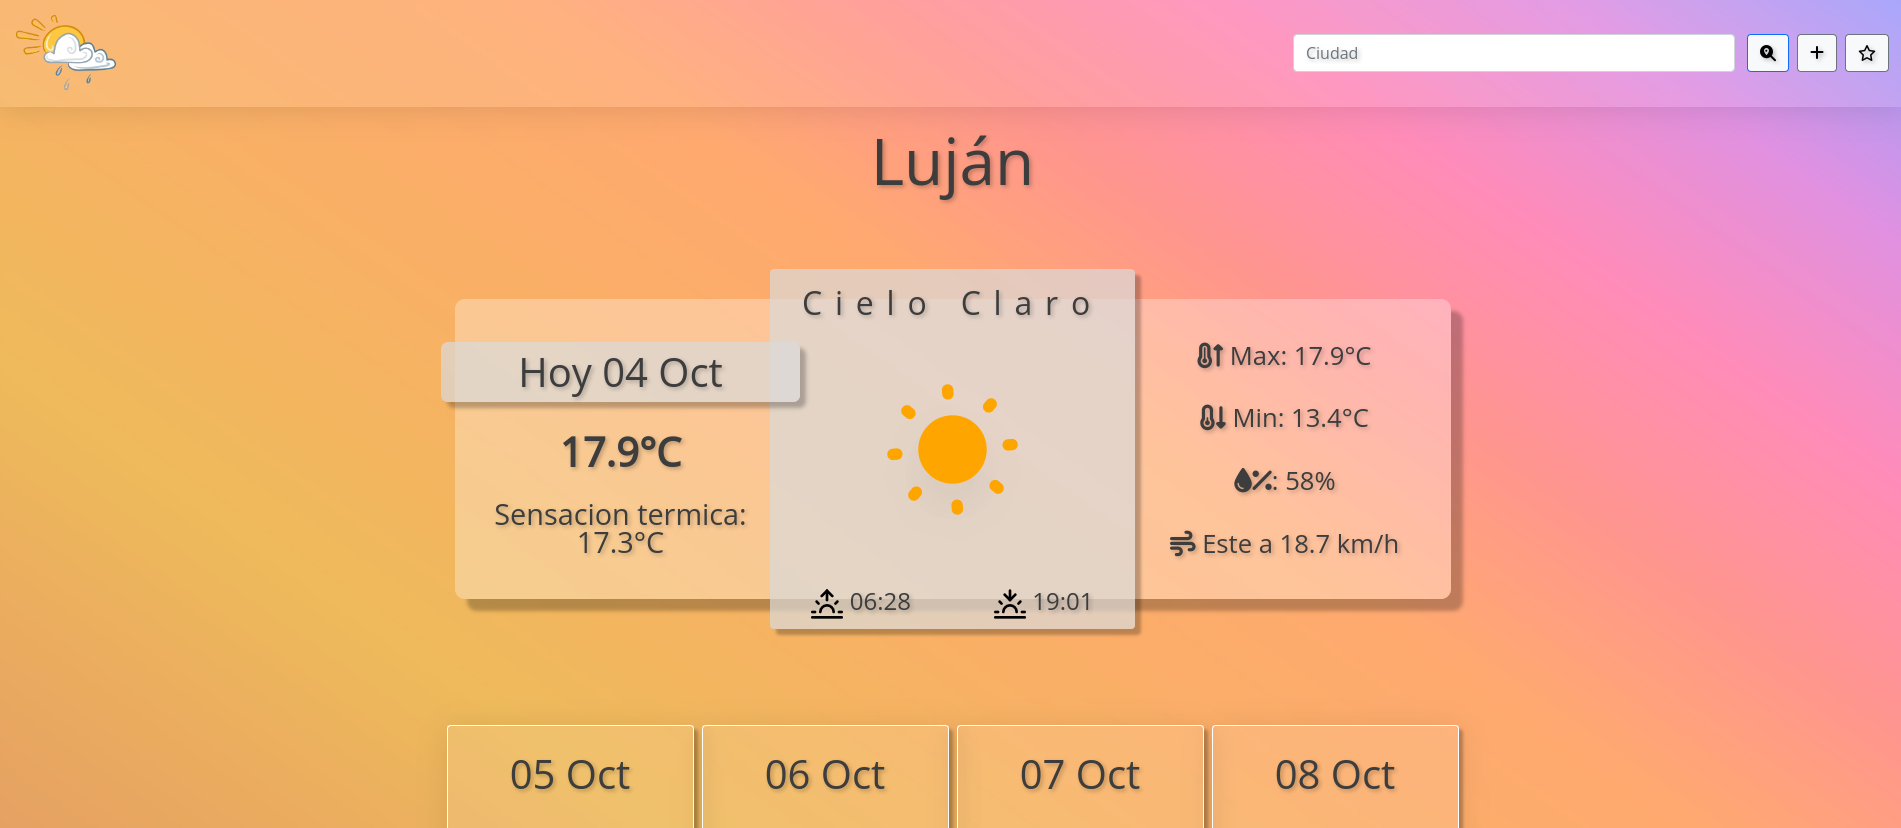 Ciudad
Luján
Cielo Claro
Hoy 04 Oct
17.9°C
Sensacion termica:
17.3°C
06:28
19:01
Max: 17.9°C
Min: 13.4°C
: 58%
Este a 18.7 km/h
05 Oct
06 Oct
07 Oct
08 Oct